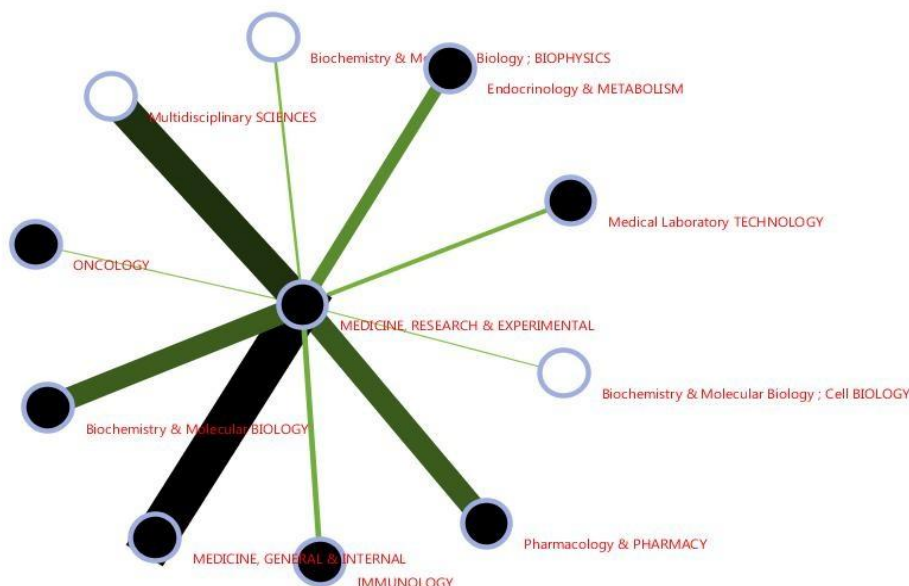 Biochemistry & Molecular Biology ; BIOPHYSICS
Endocrinology & METABOLISM
Multidisciplinary SCIENCES
Medical Laboratory TECHNOLOGY
ONCOLOGY
MEDICINE, RESEARCH & EXPERIMENTAL
Biochemistry & Molecular Biology ; Cell BIOLOGY
Biochemistry & Molecular BIOLOGY
Pharmacology & PHARMACY
MEDICINE, GENERAL & INTERNAL
IMMUNOLOGY